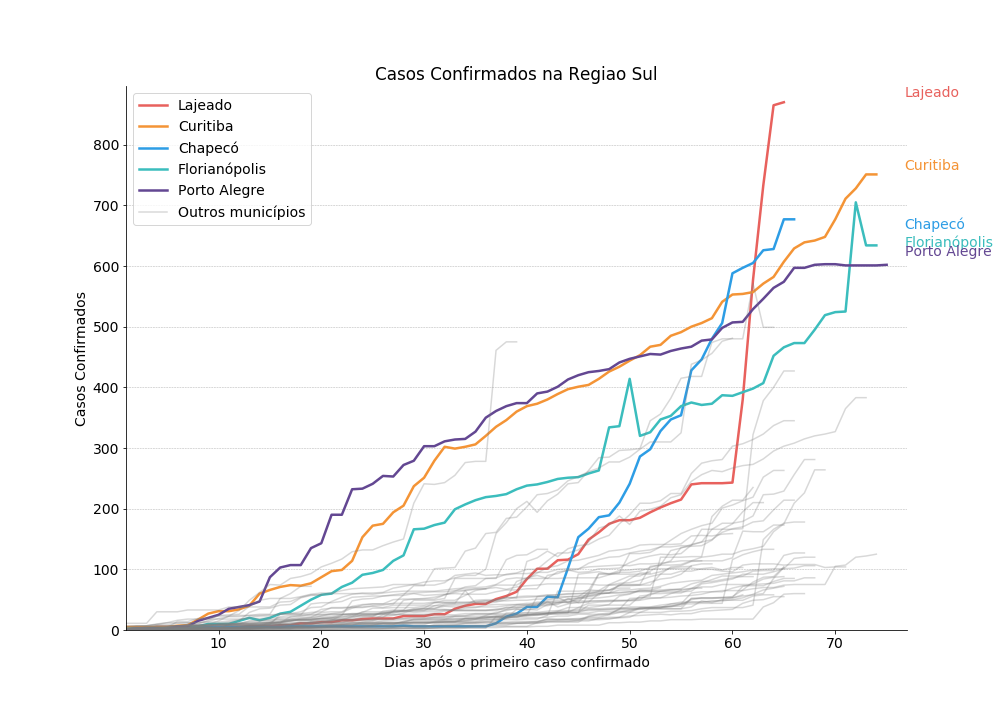 Casos Confirmados na Regiao Sul
Lajeado
Curitiba
Chapecó
Florianópolis
Porto Alegre
Outros municípios
Lajeado
Curitiba
Chapecó
Florianópolis
Porto Alegre
Casos Confirmados
800
700
600
500
400
300
200
100
0
10
20
30
40
50
60
70
Dias após o primeiro caso confirmado